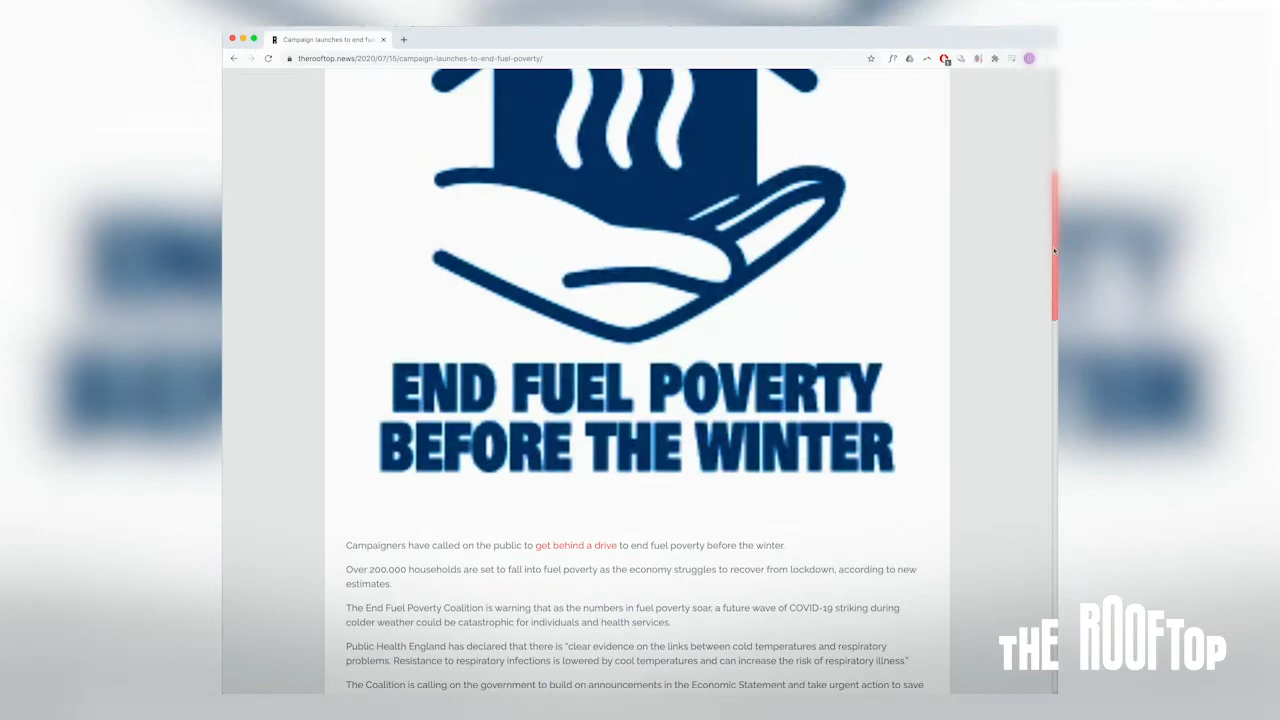 Campaign launches to end fue
therooftop.news/2020/07/15/campaign-launches-to-end-fuel-poverty/
END FUEL POVERTY
BEFORE THE WINTER
Campaigners have called on the public to get behind a drive to end fuel poverty before the winter.
Over 200,000 households are set to fall into fuel poverty as the economy struggles to recover from lockdown, according to new
estimates.
The End Fuel Poverty Coalition is warning that as the numbers in fuel poverty soar, a future wave of COVID-19 striking during
colder weather could be catastrophic for individuals and health services.
Public Health England has declared that there is “clear evidence on the links between cold temperatures and respiratory
problems. Resistance to respiratory infections is lowered by cool temperatures and can increase the risk of respiratory illness.”
The Coalition is calling on the government to build on announcements in the Economic Statement and take urgent action to save
THE ROOFTOP